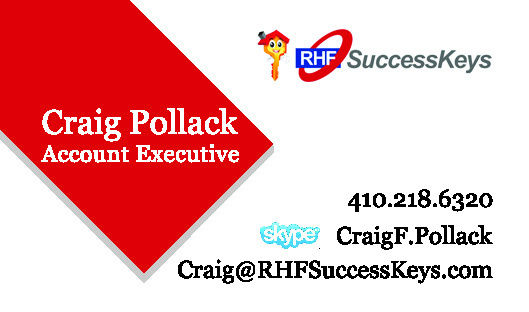 RHF SuccessKeys
Craig Pollack
Account Executive
410.218.6320
skype CraigF.Pollack
Craig@RHFSuccessKeys.com